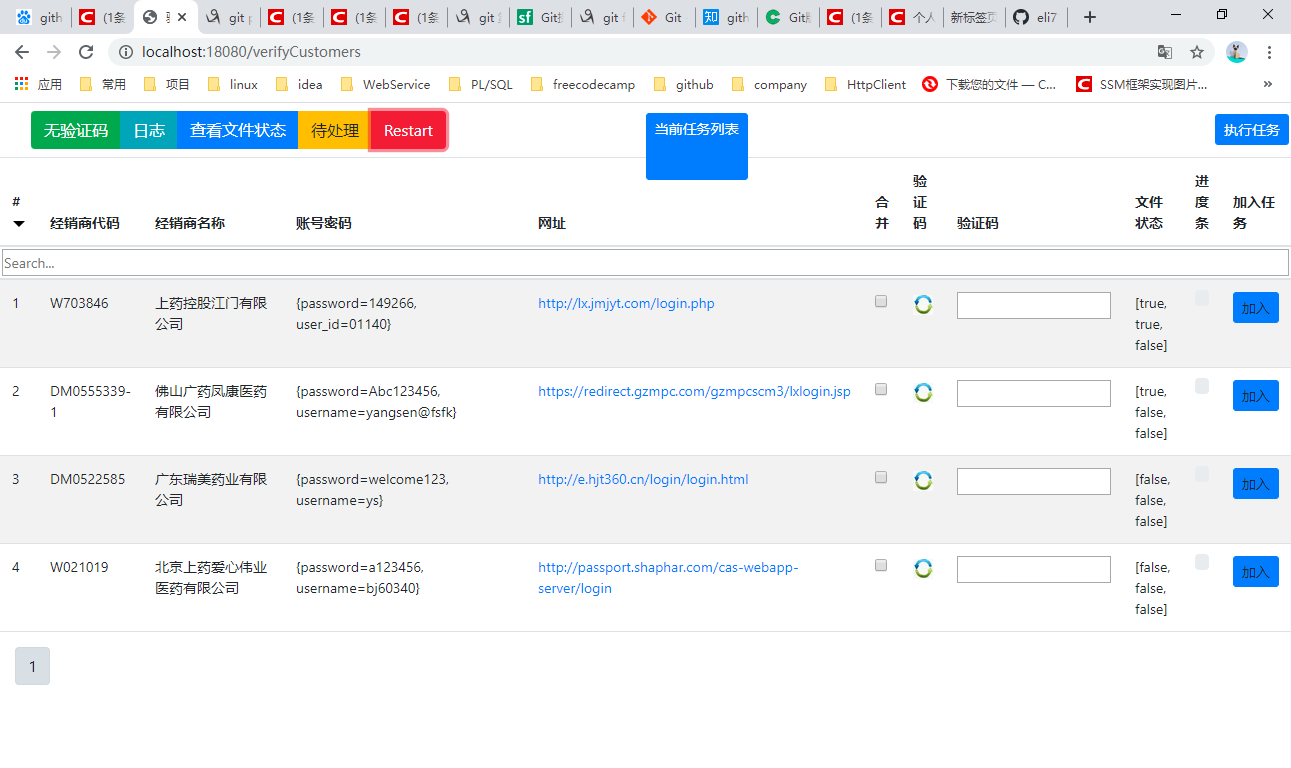 gith (1条 (1条 git p (1条 (1条 (1条 git Git git Git gith Git (1条 个人 新标签页 eli7
localhost:18080/verifyCustomers
应用 常用 项目 linux idea WebService PL/SQL freecodecamp github company HttpClient 下载您的文件 — C... SSM框架实现图片... »
无验证码 日志 查看文件状态 待处理 Restart 当前任务列表 执行任务
# 经销商代码 经销商名称 账号密码 网址 合并 验证码 验证码 文件状态 进度条 加入任务
Search...
1 W703846 上药控股江门有限 {password=149266, http://lx.jmjyt.com/login.php [true, 加入
公司 user_id=01140} true,
false]
2 DM0555339- 佛山广药凤康医药 {password=Abc123456, https://redirect.gzmpc.com/gzmpcscm3/lxlogin.jsp [true, 加入
1 有限公司 username=yangsen@fsfk} false,
false]
3 DM0522585 广东瑞美药业有限 {password=welcome123, http://e.hjt360.cn/login/login.html [false, 加入
公司 username=ys} false,
false]
4 W021019 北京上药爱心伟业 {password=a123456, http://passport.shaphar.com/cas-webapp- [false, 加入
医药有限公司 username=bj60340} server/login false,
false]
1